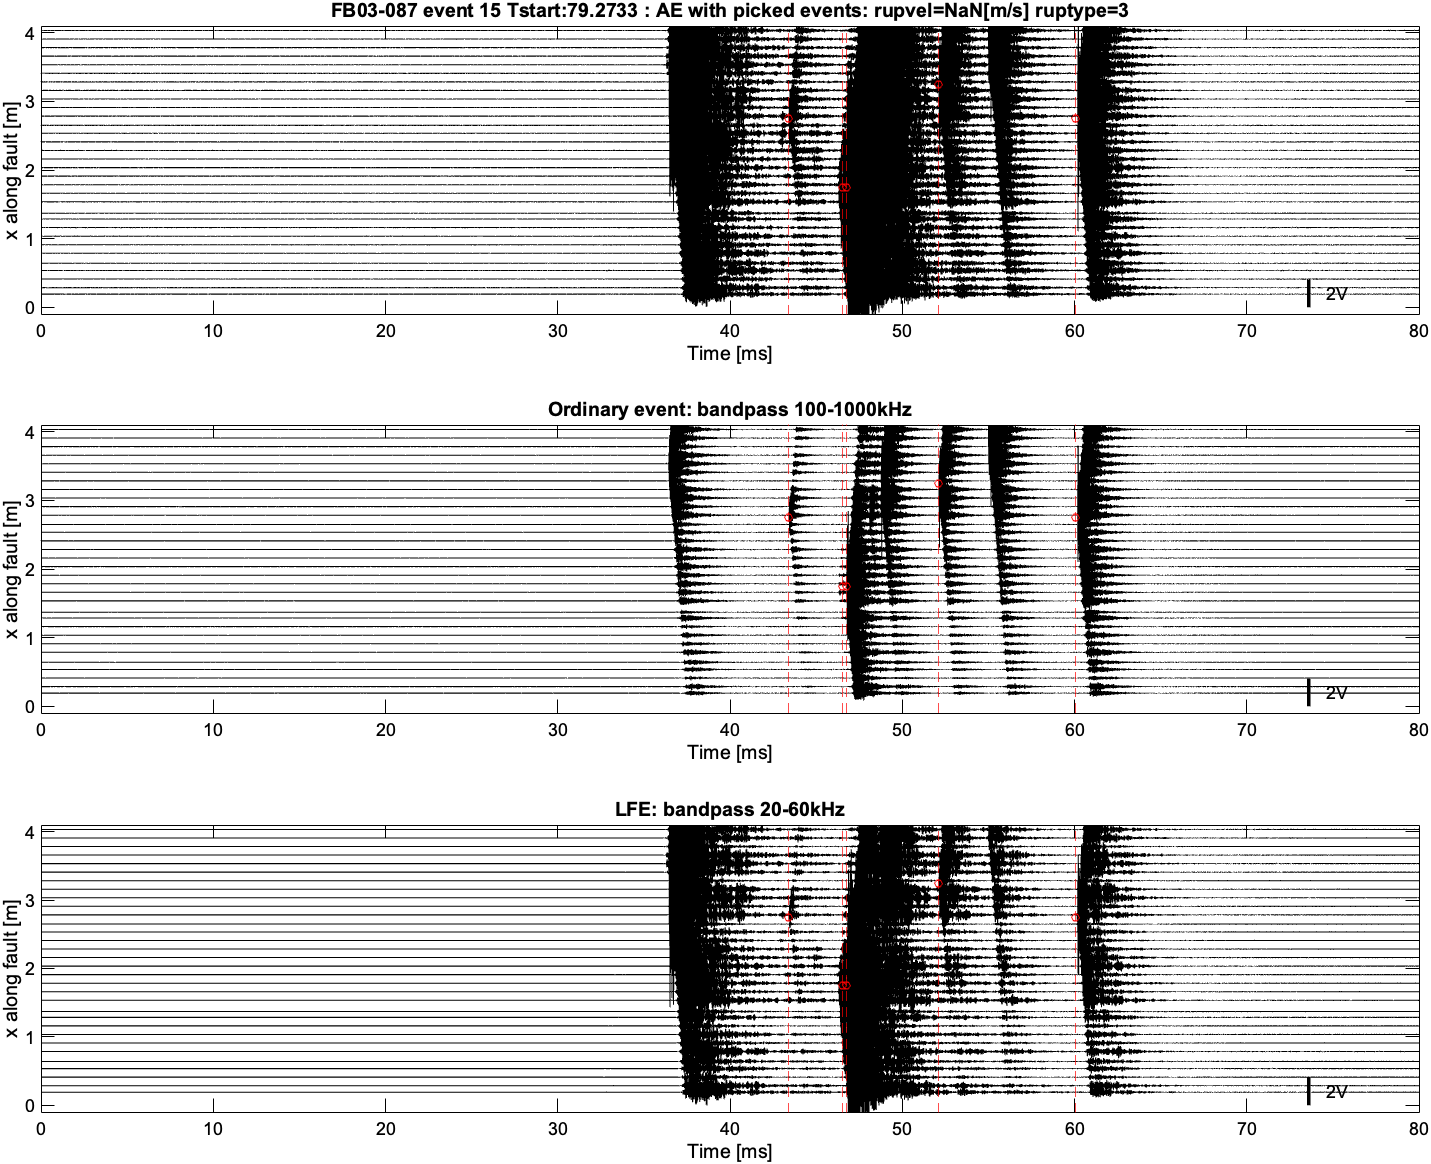 FB03-087 event 15 Tstart:79.2733 : AE with picked events: rupvel=NaN[m/s] ruptype=3
4
3
2
1
0
x along fault [m]
2V
0 10 20 30 40 50 60 70 80
Time [ms]
Ordinary event: bandpass 100-1000kHz
4
3
2
1
0
x along fault [m]
2V
0 10 20 30 40 50 60 70 80
Time [ms]
LFE: bandpass 20-60kHz
4
3
2
1
0
x along fault [m]
2V
0 10 20 30 40 50 60 70 80
Time [ms]